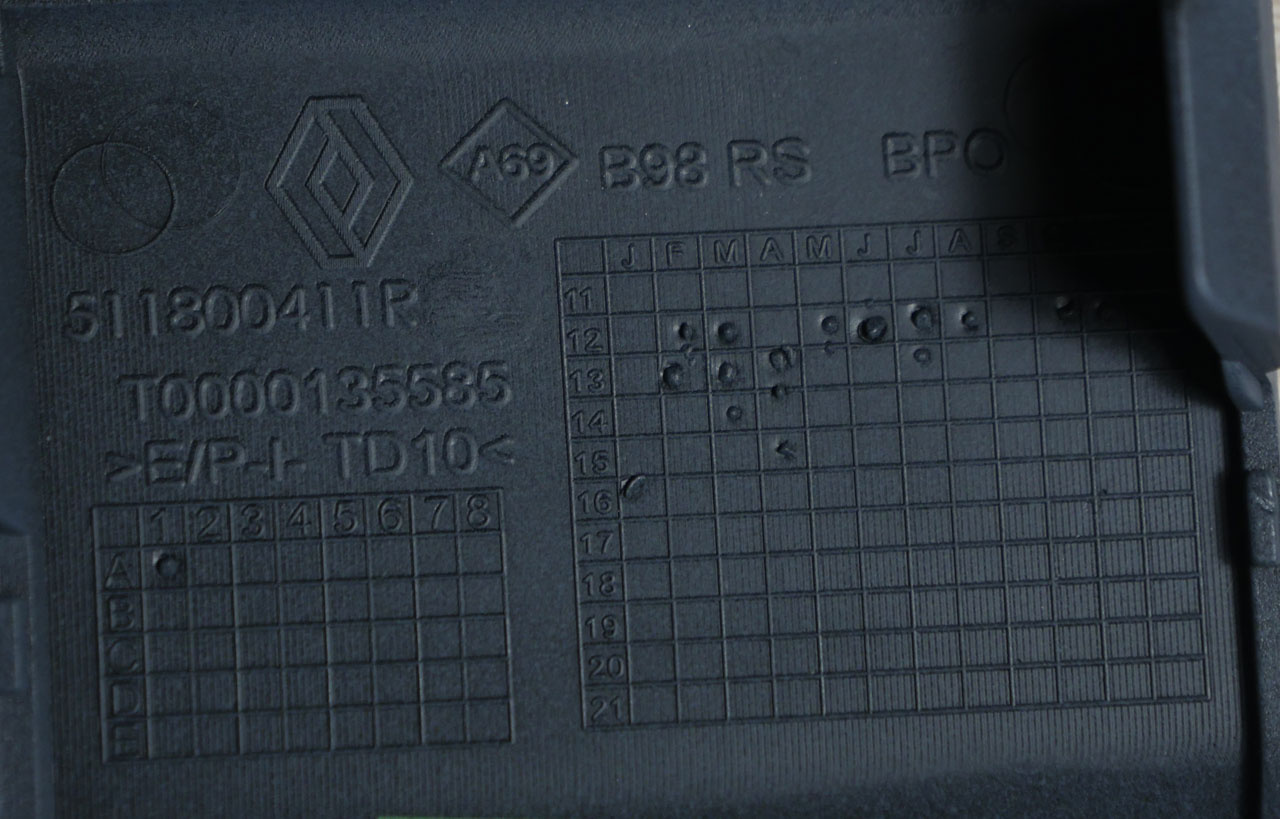 A69 B98 RS BPO
511800411R
T0000135585
>E/P-I- TD10<
1 2 3 4 5 6 7 8
A
B
C
D
E
J F M A M J J A S
11
12
13
14
15
16
17
18
19
20
21